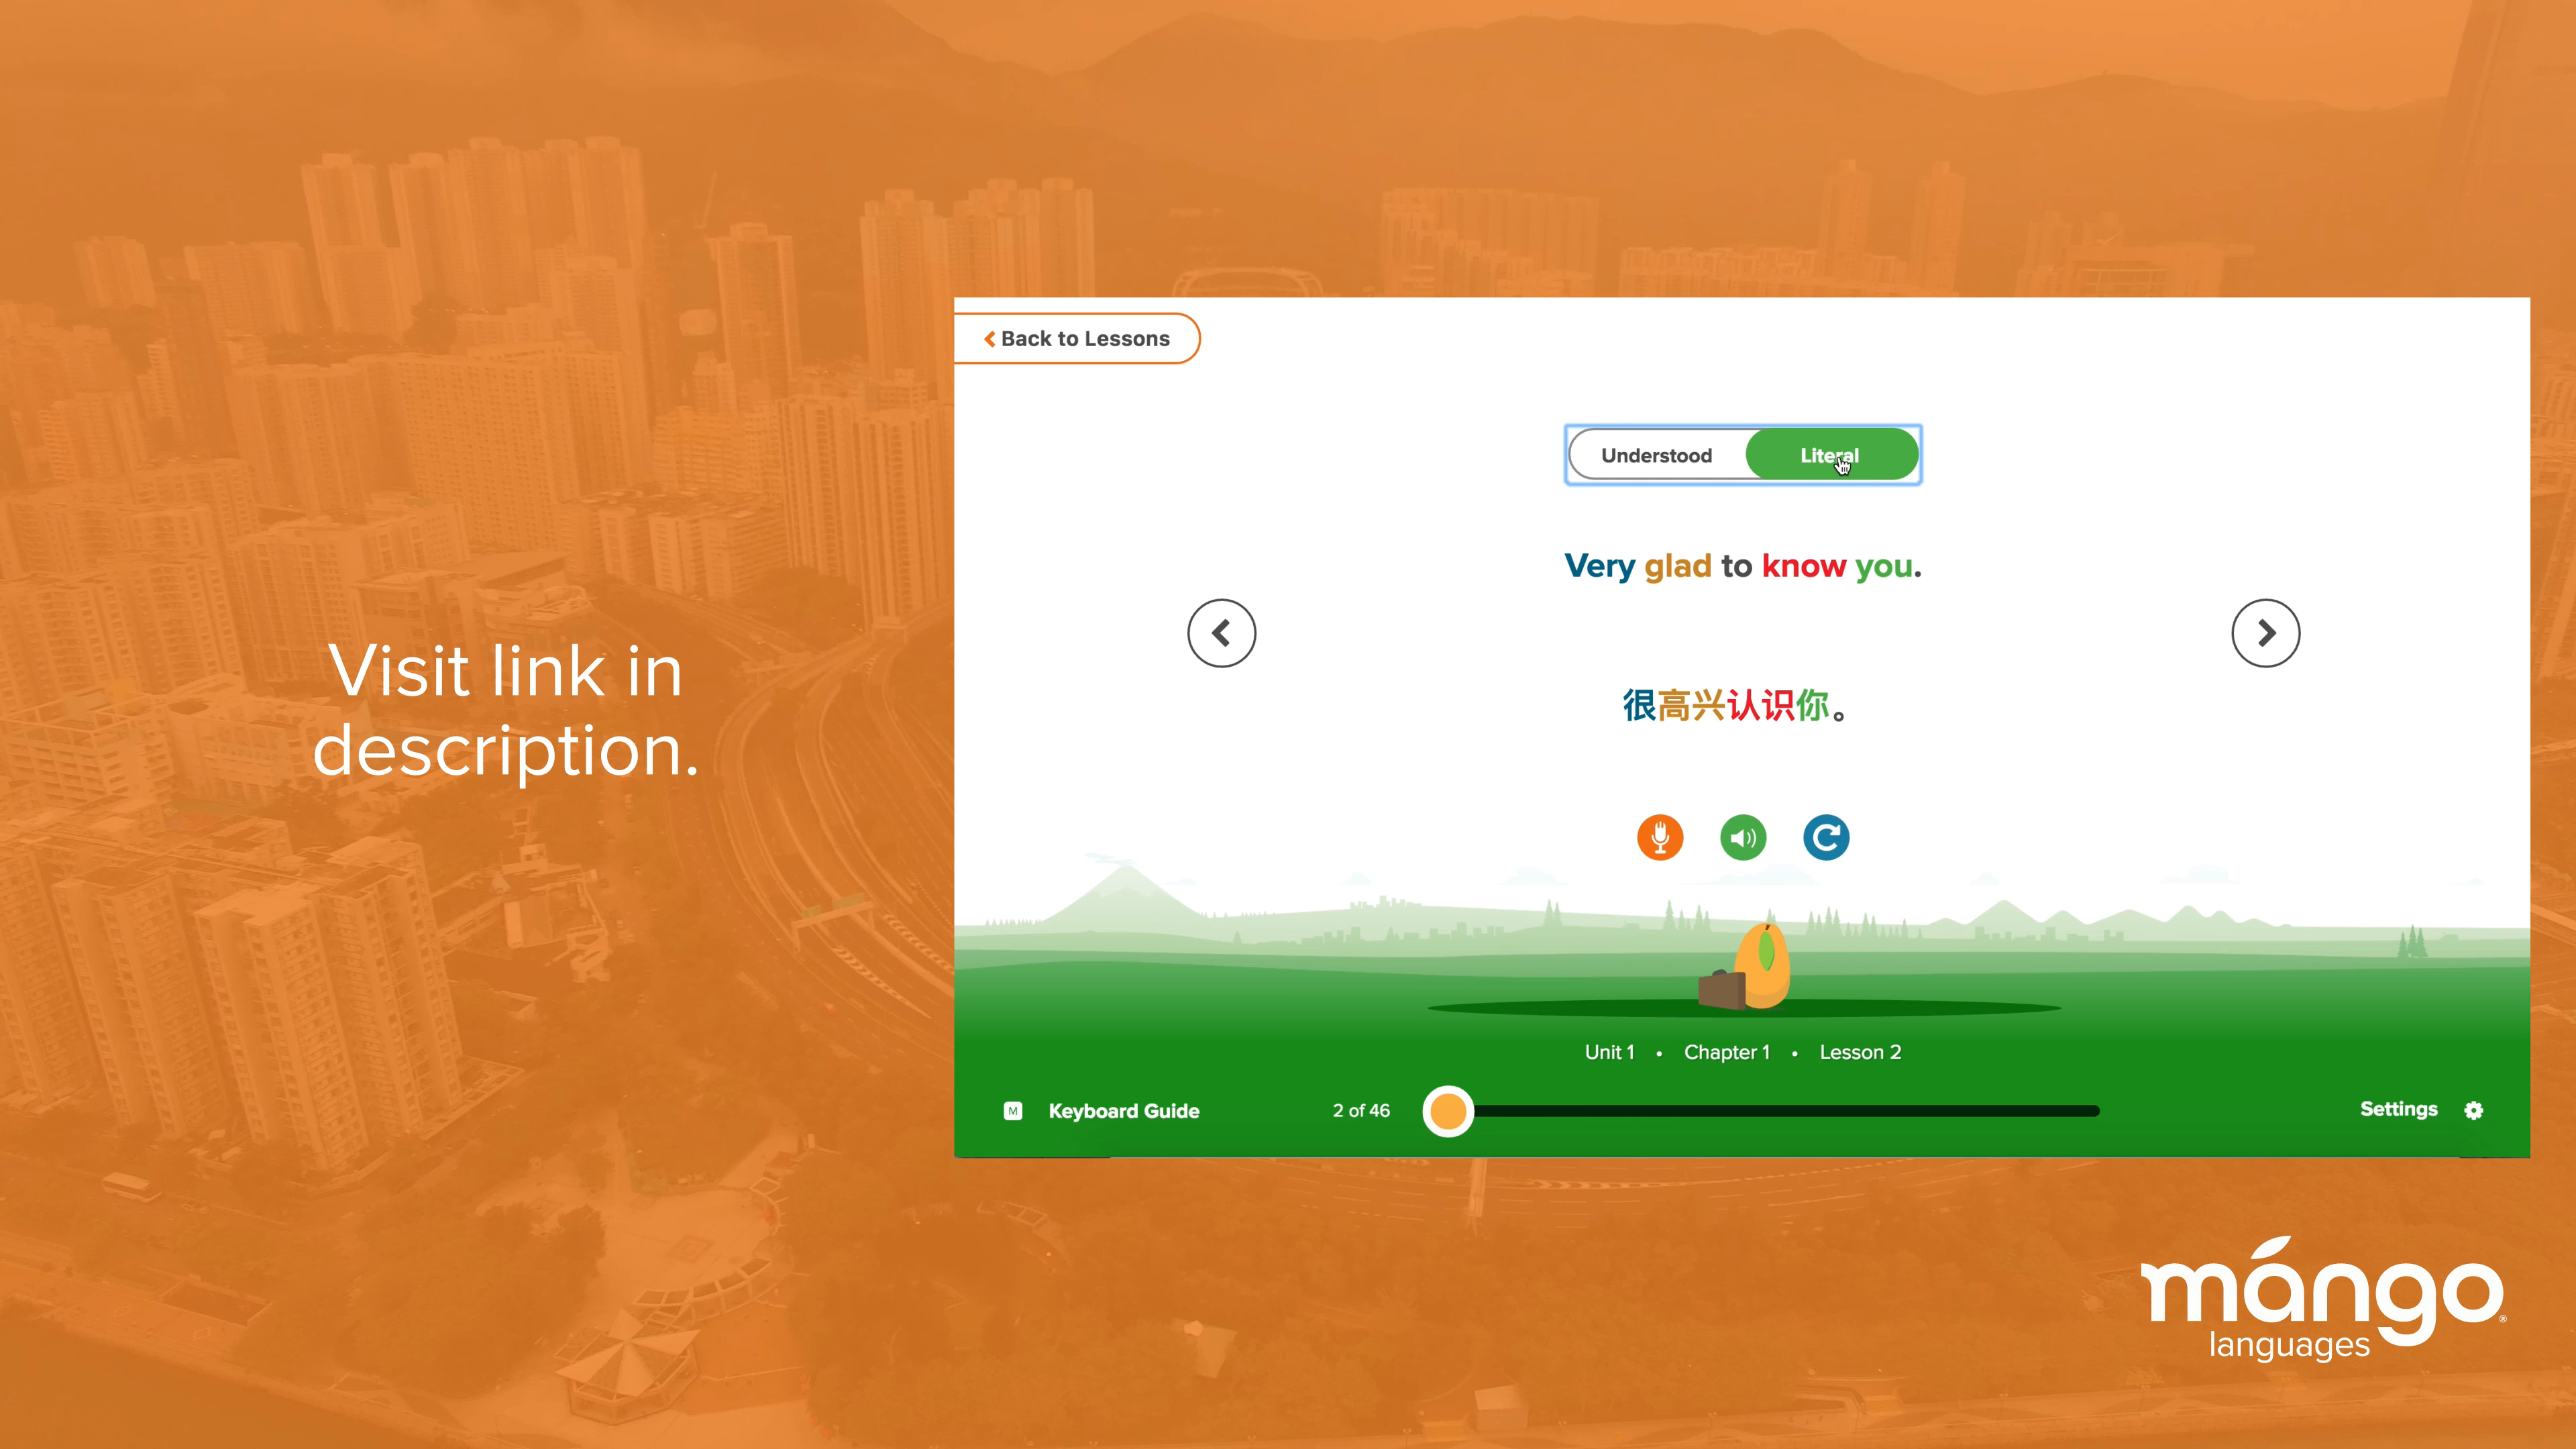 Visit link in
description.
Back to Lessons
Understood Literal
Very glad to know you.
很高兴认识你。
Unit 1 • Chapter 1 • Lesson 2
M Keyboard Guide 2 of 46 Settings
mango®
languages